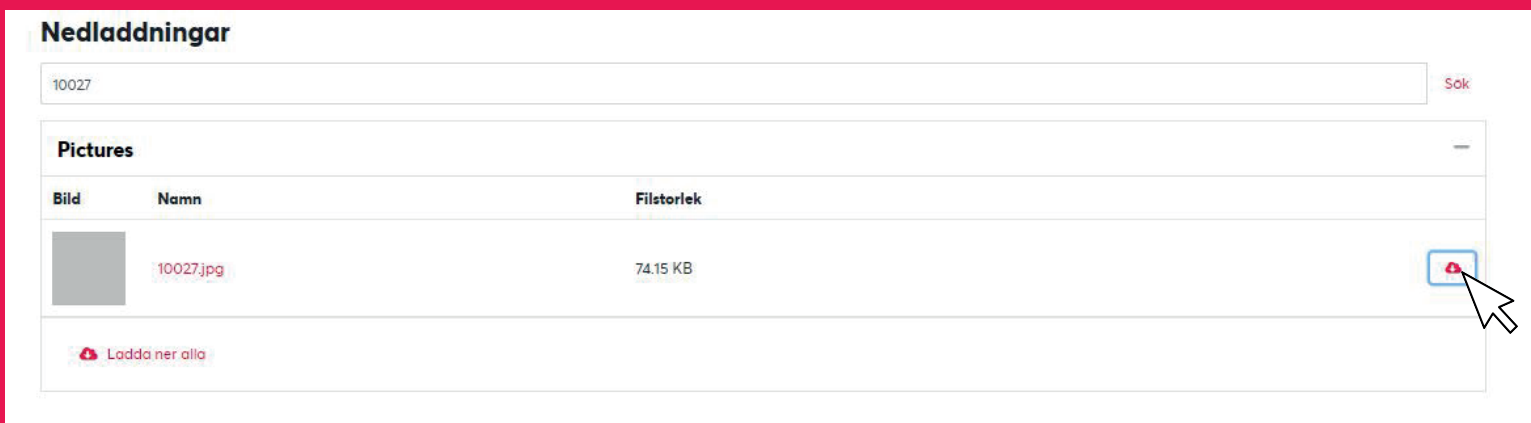 Nedladdningar
10027
Sök
Pictures
Bild Namn Filstorlek
10027.jpg 74.15 KB
Ladda ner alla